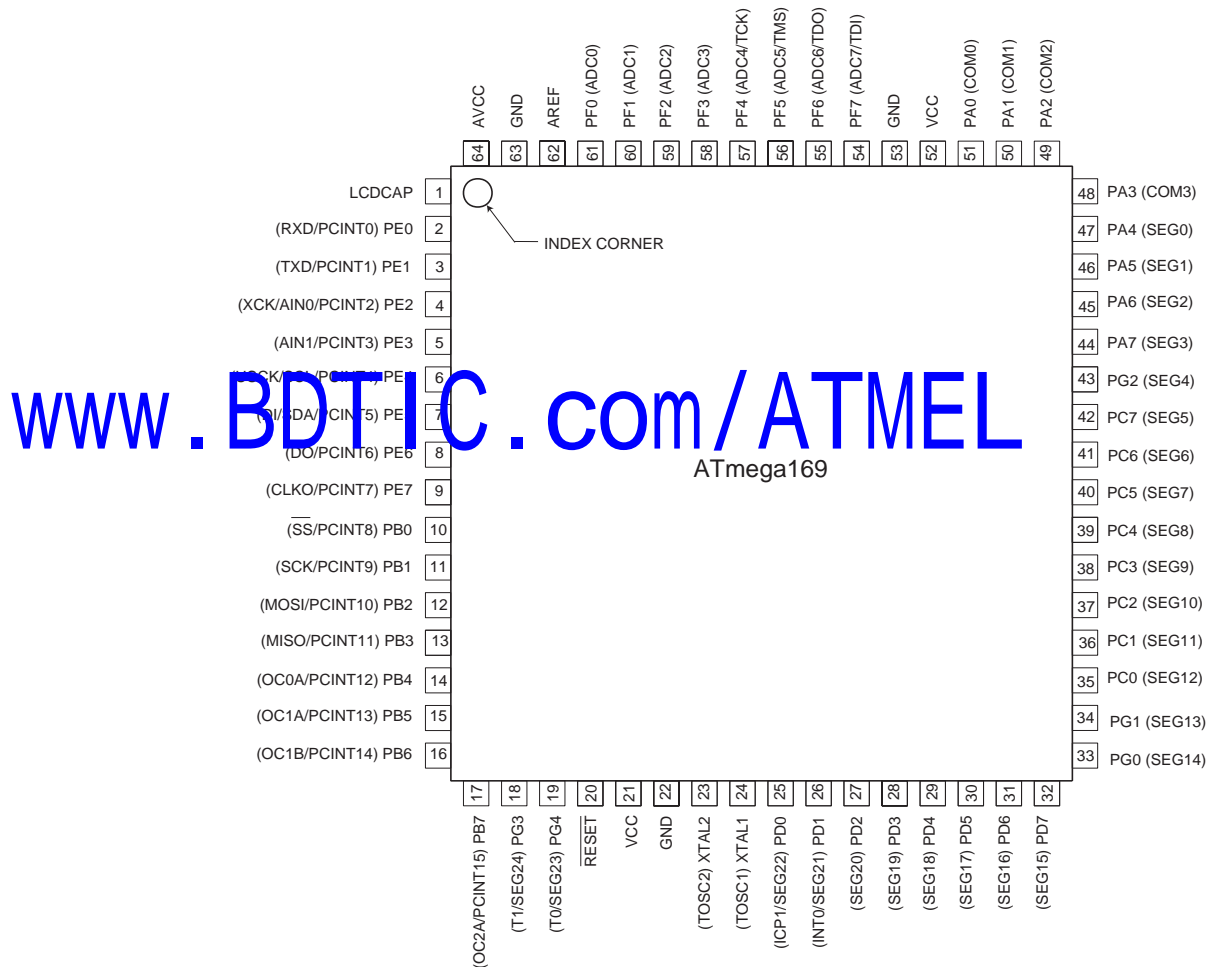 AVCC
GND
AREF
PF0 (ADC0)
PF1 (ADC1)
PF2 (ADC2)
PF3 (ADC3)
PF4 (ADC4/TCK)
PF5 (ADC5/TMS)
PF6 (ADC6/TDO)
PF7 (ADC7/TDI)
GND
VCC
PA0 (COM0)
PA1 (COM1)
PA2 (COM2)
64
63
62
61
60
59
58
57
56
55
54
53
52
51
50
49
LCDCAP 1
(RXD/PCINT0) PE0 2
(TXD/PCINT1) PE1 3
(XCK/AIN0/PCINT2) PE2 4
(AIN1/PCINT3) PE3 5
(USCK/SCL/PCINT4) PE4 6
(DI/SDA/PCINT5) PE5 7
(DO/PCINT6) PE6 8
(CLKO/PCINT7) PE7 9
(SS/PCINT8) PB0 10
(SCK/PCINT9) PB1 11
(MOSI/PCINT10) PB2 12
(MISO/PCINT11) PB3 13
(OC0A/PCINT12) PB4 14
(OC1A/PCINT13) PB5 15
(OC1B/PCINT14) PB6 16
INDEX CORNER
www.BDTIC.com/ATMEL
ATmega169
48 PA3 (COM3)
47 PA4 (SEG0)
46 PA5 (SEG1)
45 PA6 (SEG2)
44 PA7 (SEG3)
43 PG2 (SEG4)
42 PC7 (SEG5)
41 PC6 (SEG6)
40 PC5 (SEG7)
39 PC4 (SEG8)
38 PC3 (SEG9)
37 PC2 (SEG10)
36 PC1 (SEG11)
35 PC0 (SEG12)
34 PG1 (SEG13)
33 PG0 (SEG14)
17
18
19
20
21
22
23
24
25
26
27
28
29
30
31
32
(OC2A/PCINT15) PB7
(T1/SEG24) PG3
(T0/SEG23) PG4
RESET
VCC
GND
(TOSC2) XTAL2
(TOSC1) XTAL1
(ICP1/SEG22) PD0
(INT0/SEG21) PD1
(SEG20) PD2
(SEG19) PD3
(SEG18) PD4
(SEG17) PD5
(SEG16) PD6
(SEG15) PD7